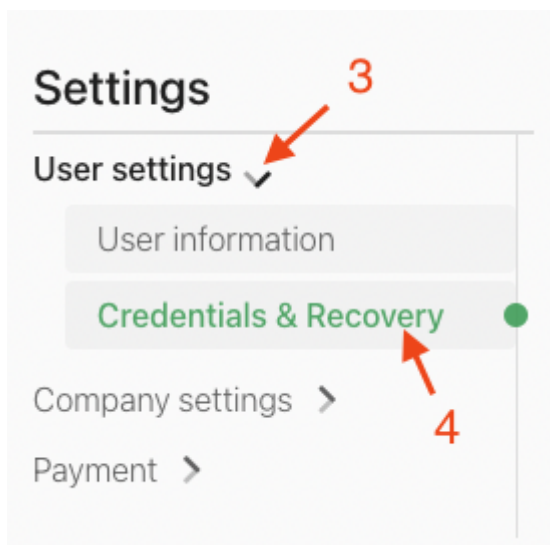 Settings
3
User settings
User information
Credentials & Recovery
Company settings
4
Payment